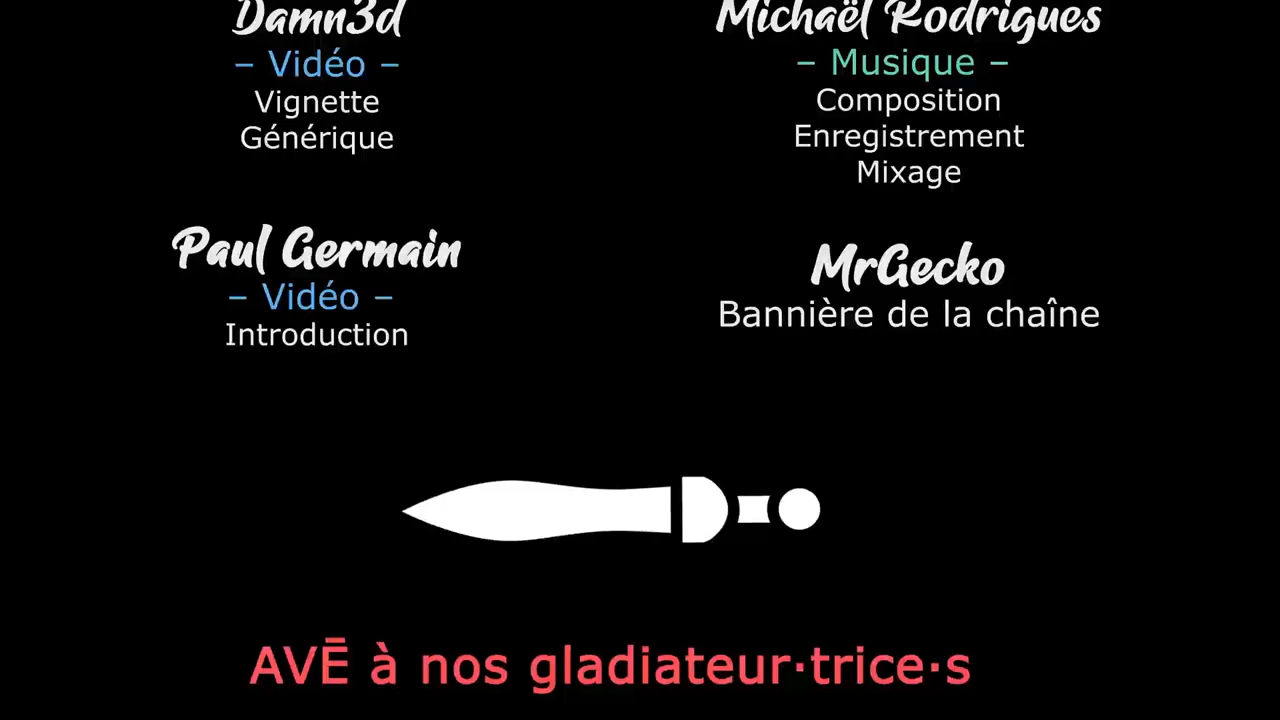 Damn3d
– Vidéo –
Vignette
Générique
Michaël Rodrigues
– Musique –
Composition
Enregistrement
Mixage
Paul Germain
– Vidéo –
Introduction
MrGecko
Bannière de la chaîne
AVĒ à nos gladiateur·trice·s